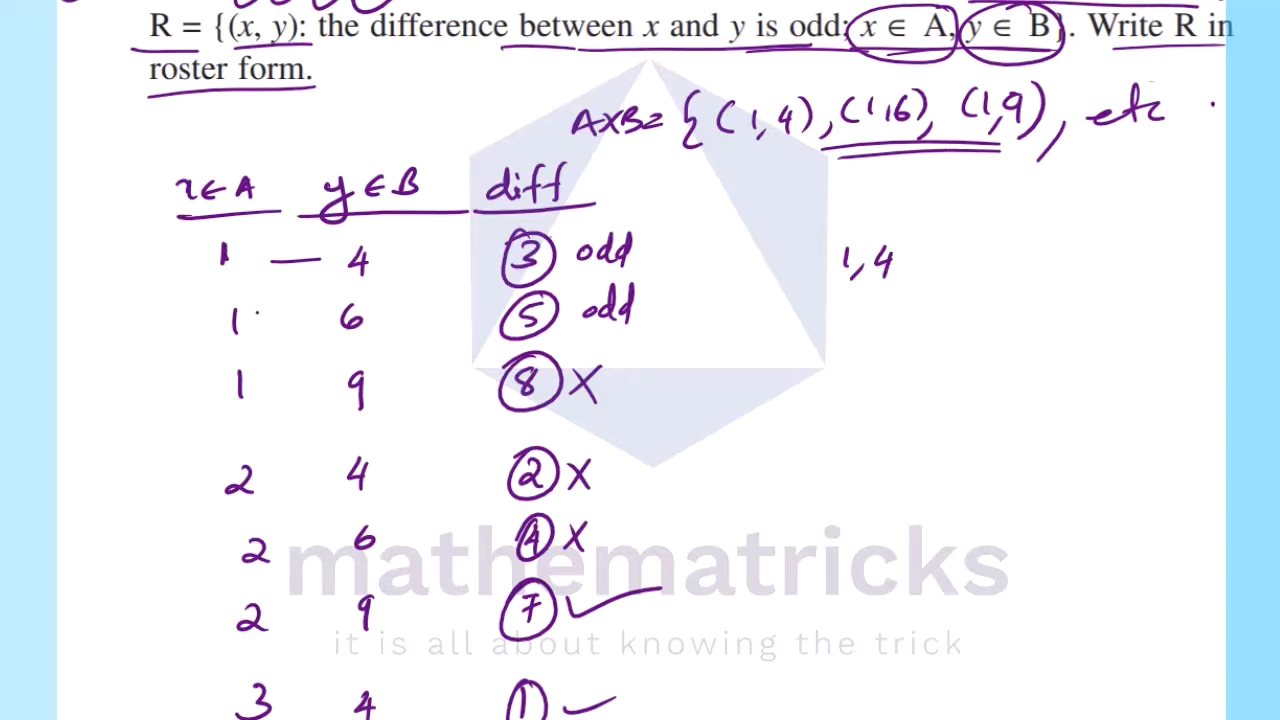 R = {(x, y): the difference between x and y is odd; x ∈ A, y ∈ B}. Write R in
roster form.
A×B= { (1,4), (1,6), (1,9), etc .
x∈A y∈B diff
1 — 4 3 odd 1,4
1 6 5 odd
1 9 8 X
2 4 2 X
2 6 4 X
mathematricks
2 9 7 ✓
it is all about knowing the trick
3 4 1 ✓